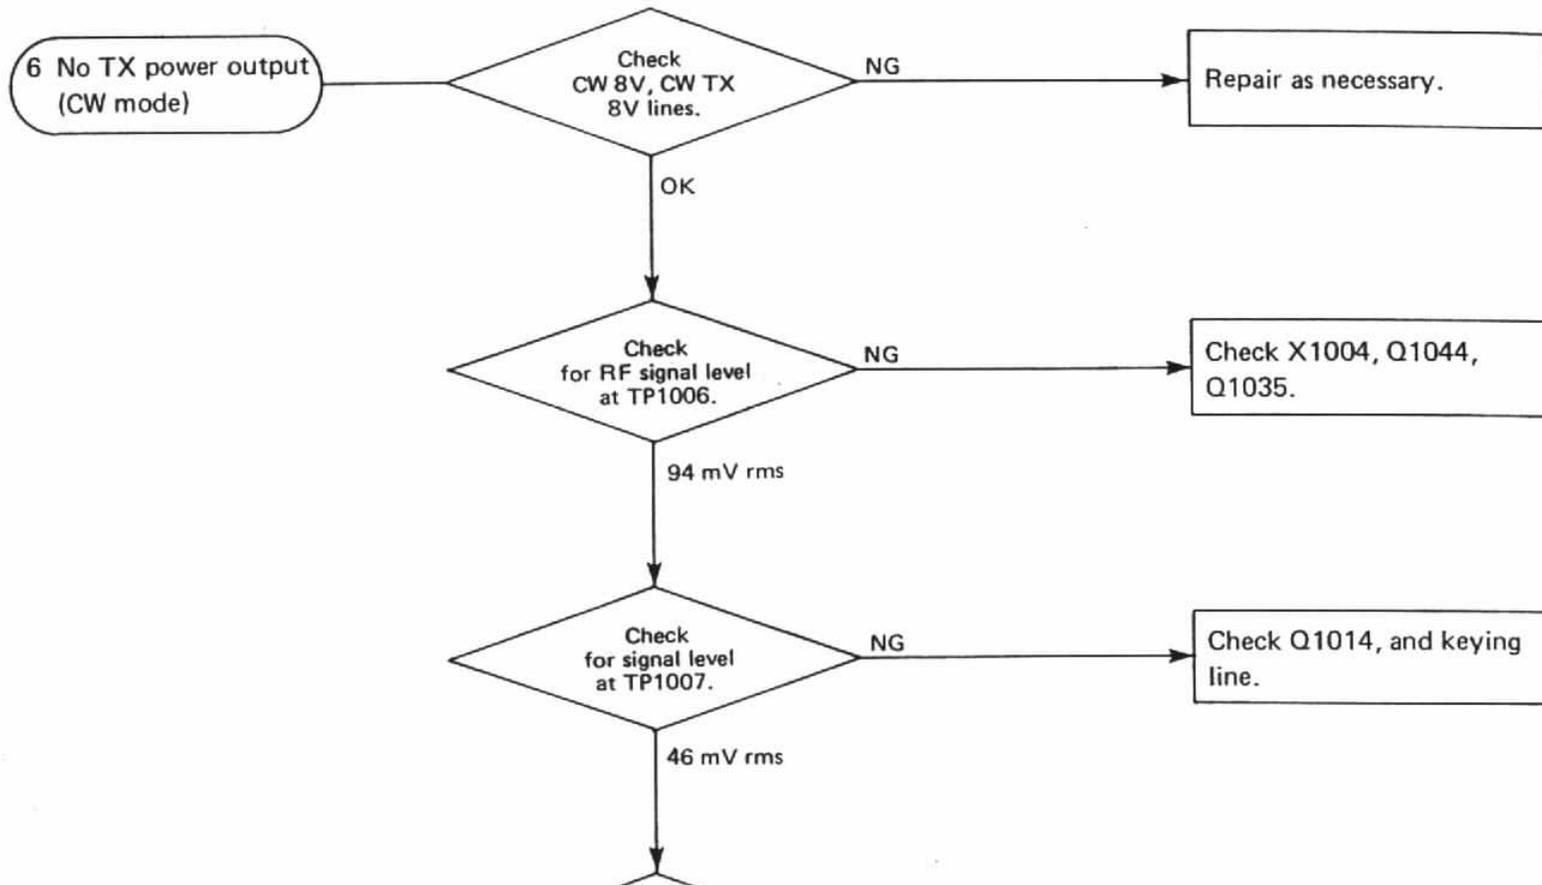 6 No TX power output
(CW mode)
Check
CW 8V, CW TX
8V lines.
NG
Repair as necessary.
OK
Check
for RF signal level
at TP1006.
NG
Check X1004, Q1044,
Q1035.
94 mV rms
Check
for signal level
at TP1007.
NG
Check Q1014, and keying
line.
46 mV rms